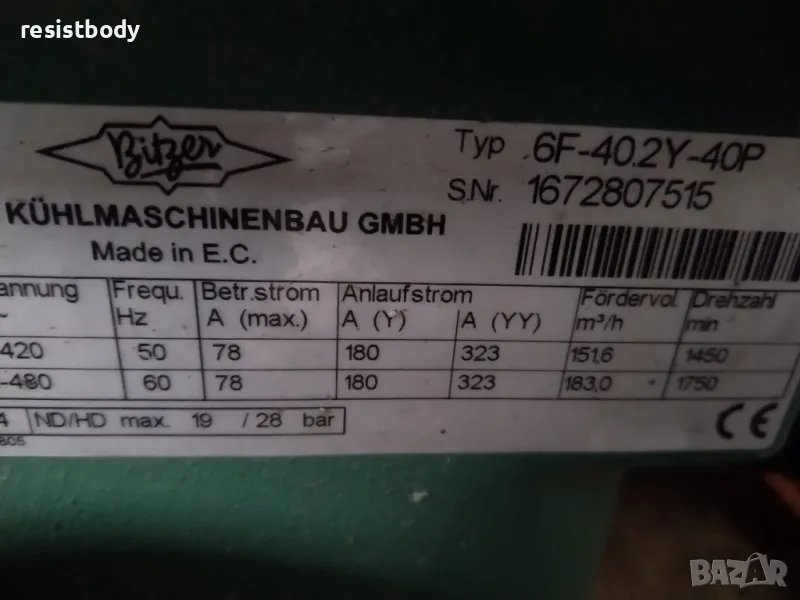 resistbody
Bitzer
Typ 6F-40.2Y-40P
S.Nr. 1672807515
KÜHLMASCHINENBAU GMBH
Made in E.C.
annung Frequ. Betr.strom Anlaufstrom Fördervol. Drehzahl
~ Hz A (max.) A (Y) A (YY) m³/h min
-420 50 78 180 323 151,6 1450
-480 60 78 180 323 183,0 1750
4 ND/HD max. 19 / 28 bar CE
805
BAZAR